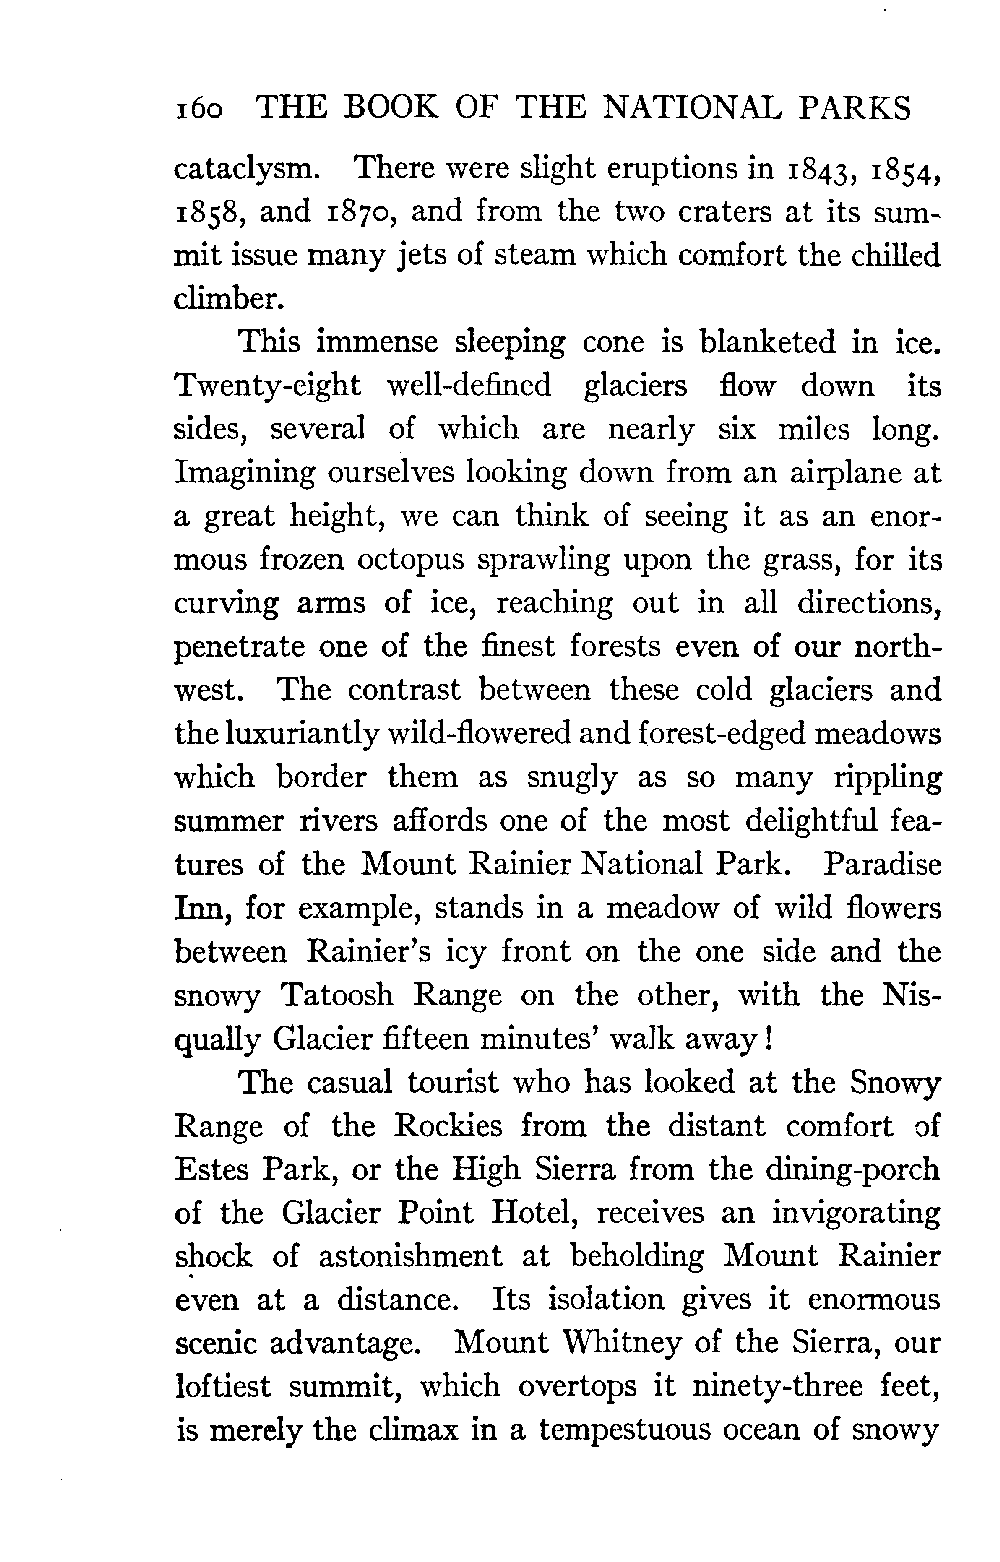 160 THE BOOK OF THE NATIONAL PARKS
cataclysm. There were slight eruptions in 1843, 1854,
1858, and 1870, and from the two craters at its sum-
mit issue many jets of steam which comfort the chilled
climber.
This immense sleeping cone is blanketed in ice.
Twenty-eight well-defined glaciers flow down its
sides, several of which are nearly six miles long.
Imagining ourselves looking down from an airplane at
a great height, we can think of seeing it as an enor-
mous frozen octopus sprawling upon the grass, for its
curving arms of ice, reaching out in all directions,
penetrate one of the finest forests even of our north-
west. The contrast between these cold glaciers and
the luxuriantly wild-flowered and forest-edged meadows
which border them as snugly as so many rippling
summer rivers affords one of the most delightful fea-
tures of the Mount Rainier National Park. Paradise
Inn, for example, stands in a meadow of wild flowers
between Rainier's icy front on the one side and the
snowy Tatoosh Range on the other, with the Nis-
qually Glacier fifteen minutes' walk away!
The casual tourist who has looked at the Snowy
Range of the Rockies from the distant comfort of
Estes Park, or the High Sierra from the dining-porch
of the Glacier Point Hotel, receives an invigorating
shock of astonishment at beholding Mount Rainier
even at a distance. Its isolation gives it enormous
scenic advantage. Mount Whitney of the Sierra, our
loftiest summit, which overtops it ninety-three feet,
is merely the climax in a tempestuous ocean of snowy